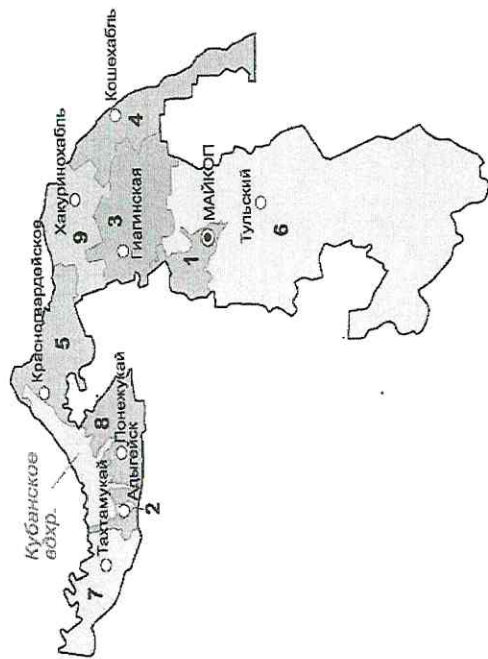 Кубанское
вдхр.
Красногвардейское
5
Хакуринохабль
9
7
Тахтамукай
8
Кошехабль
3
Понежукай
Гиагинская
Адыгейск
4
2
1
МАЙКОП
Тульский
6